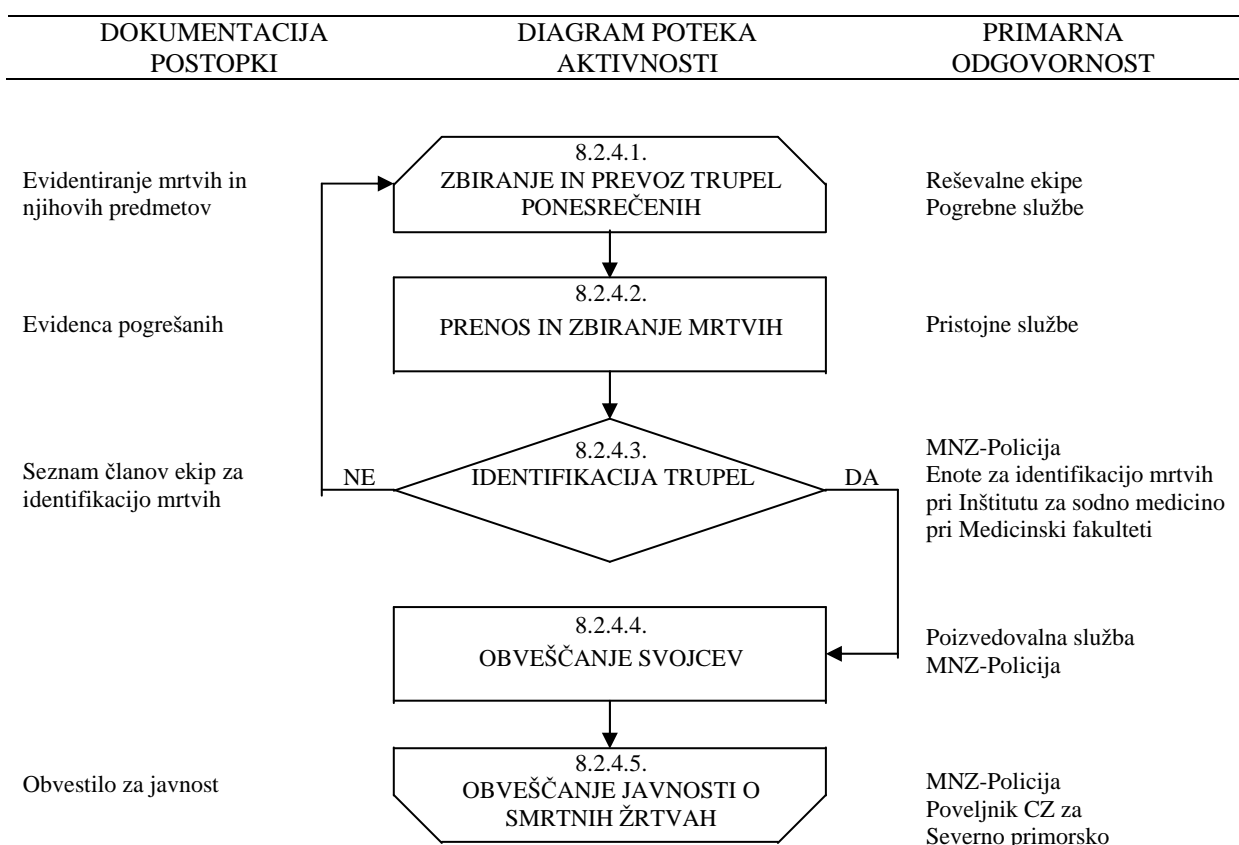 DOKUMENTACIJA
POSTOPKI
DIAGRAM POTEKA
AKTIVNOSTI
PRIMARNA
ODGOVORNOST
Evidentiranje mrtvih in
njihovih predmetov
8.2.4.1.
ZBIRANJE IN PREVOZ TRUPEL
PONESREČENIH
Reševalne ekipe
Pogrebne službe
Evidenca pogrešanih
8.2.4.2.
PRENOS IN ZBIRANJE MRTVIH
Pristojne službe
Seznam članov ekip za
identifikacijo mrtvih
NE
8.2.4.3.
IDENTIFIKACIJA TRUPEL
DA
MNZ-Policija
Enote za identifikacijo mrtvih
pri Inštitutu za sodno medicino
pri Medicinski fakulteti
8.2.4.4.
OBVEŠČANJE SVOJCEV
Poizvedovalna služba
MNZ-Policija
Obvestilo za javnost
8.2.4.5.
OBVEŠČANJE JAVNOSTI O
SMRTNIH ŽRTVAH
MNZ-Policija
Poveljnik CZ za
Severno primorsko